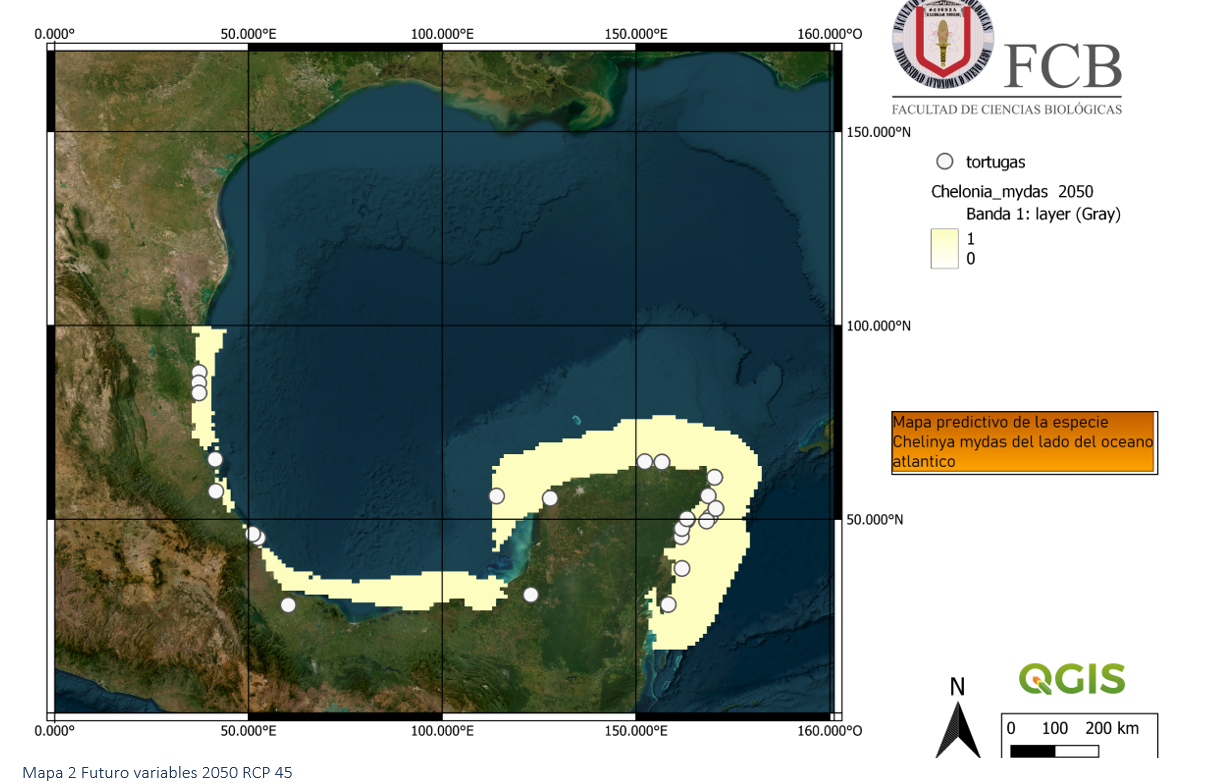 0.000° 50.000°E 100.000°E 150.000°E 160.000°O
150.000°N
100.000°N
50.000°N
0.000° 50.000°E 100.000°E 150.000°E 160.000°O
FCB
FACULTAD DE CIENCIAS BIOLÓGICAS
tortugas
Chelonia_mydas 2050
Banda 1: layer (Gray)
1
0
Mapa predictivo de la especie
Chelinya mydas del lado del oceano
atlantico
N
QGIS
0 100 200 km
Mapa 2 Futuro variables 2050 RCP 45